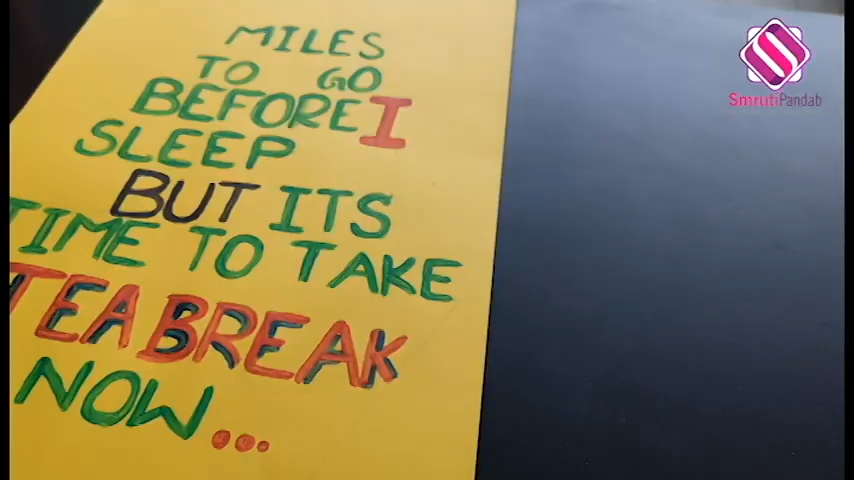 MILES
TO GO
BEFORE I
SLEEP
BUT ITS
TIME TO TAKE
TEA BREAK
NOW...
SmrutiPandab